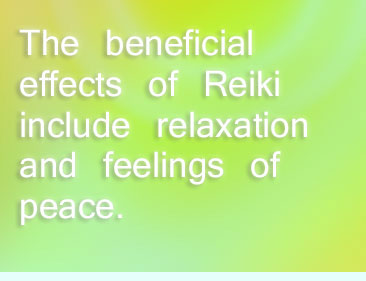 The beneficial
effects of Reiki
include relaxation
and feelings of
peace.